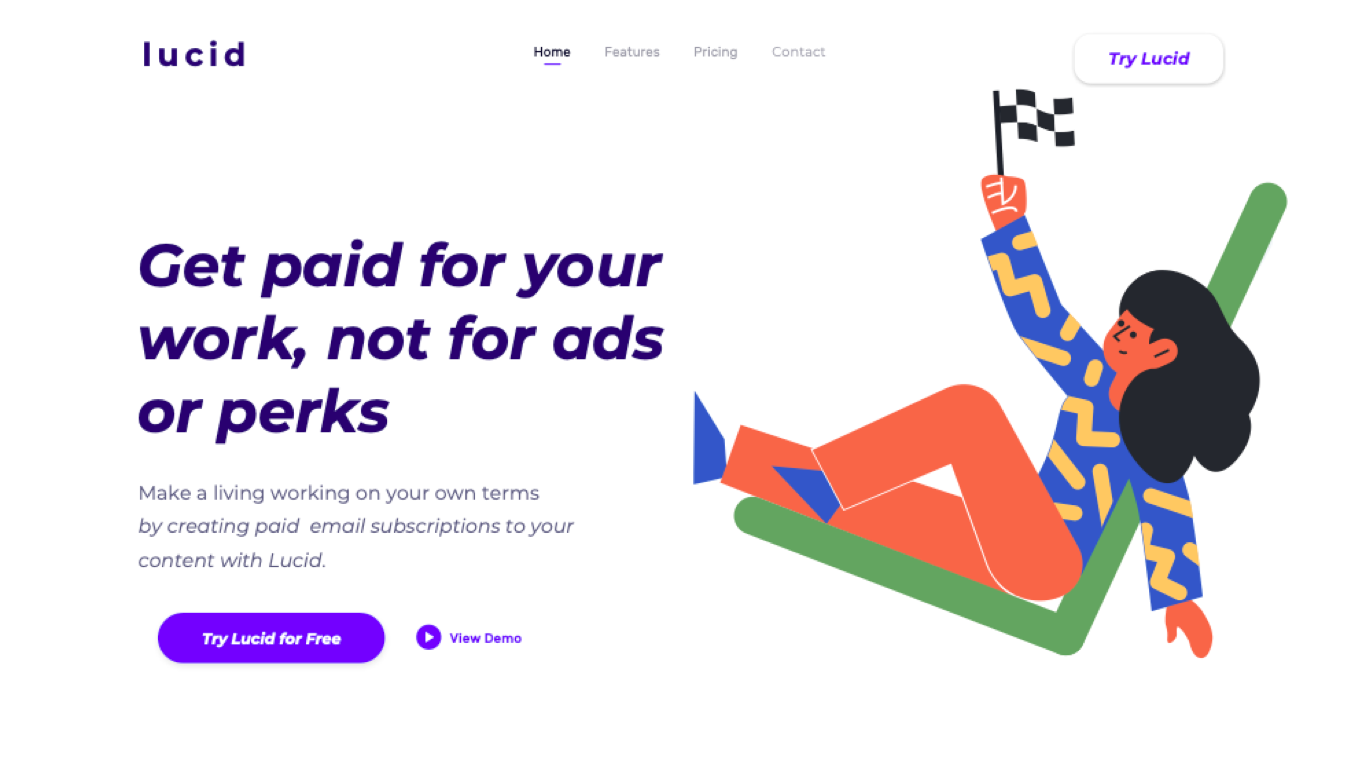 lucid
Home Features Pricing Contact
Try Lucid
Get paid for your
work, not for ads
or perks
Make a living working on your own terms
by creating paid email subscriptions to your
content with Lucid.
Try Lucid for Free
View Demo